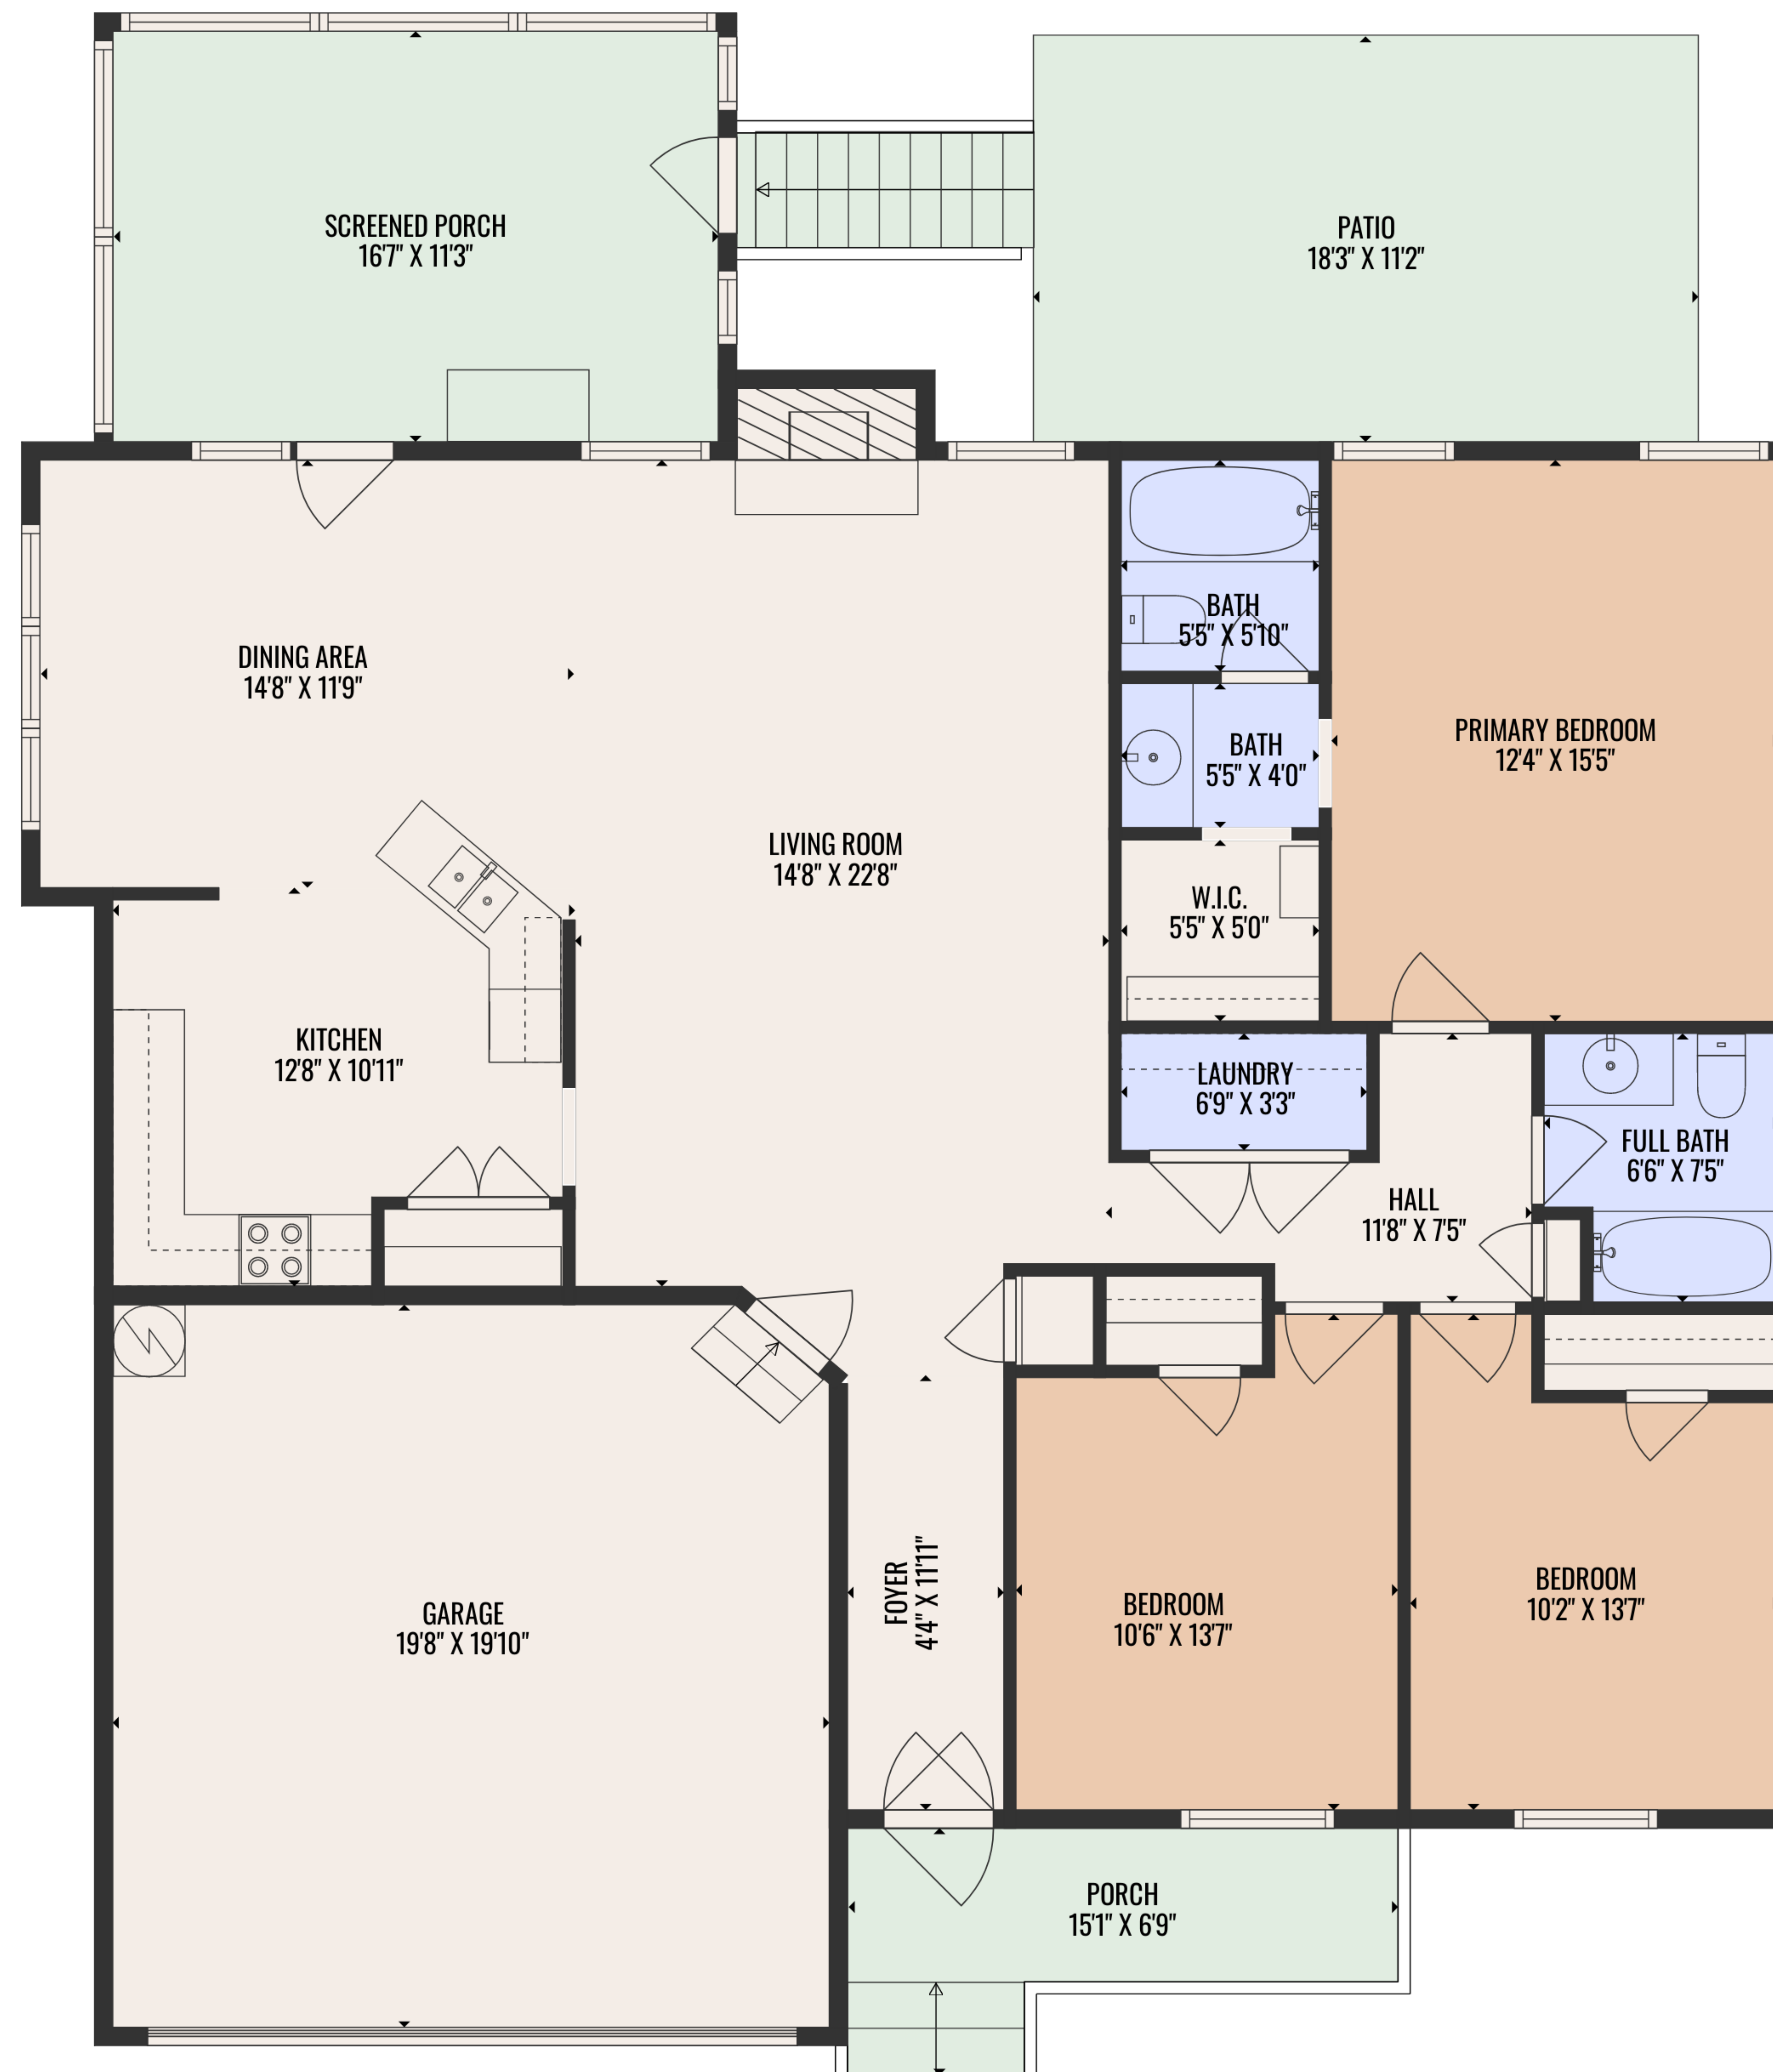 SCREENED PORCH
16'7" X 11'3"
PATIO
18'3" X 11'2"
BATH
5'5" X 5'10"
DINING AREA
14'8" X 11'9"
PRIMARY BEDROOM
12'4" X 15'5"
BATH
5'5" X 4'0"
LIVING ROOM
14'8" X 22'8"
W.I.C.
5'5" X 5'0"
KITCHEN
12'8" X 10'11"
LAUNDRY
6'9" X 3'3"
FULL BATH
6'6" X 7'5"
HALL
11'8" X 7'5"
GARAGE
19'8" X 19'10"
FOYER
4'4" X 11'11"
BEDROOM
10'6" X 13'7"
BEDROOM
10'2" X 13'7"
PORCH
15'1" X 6'9"